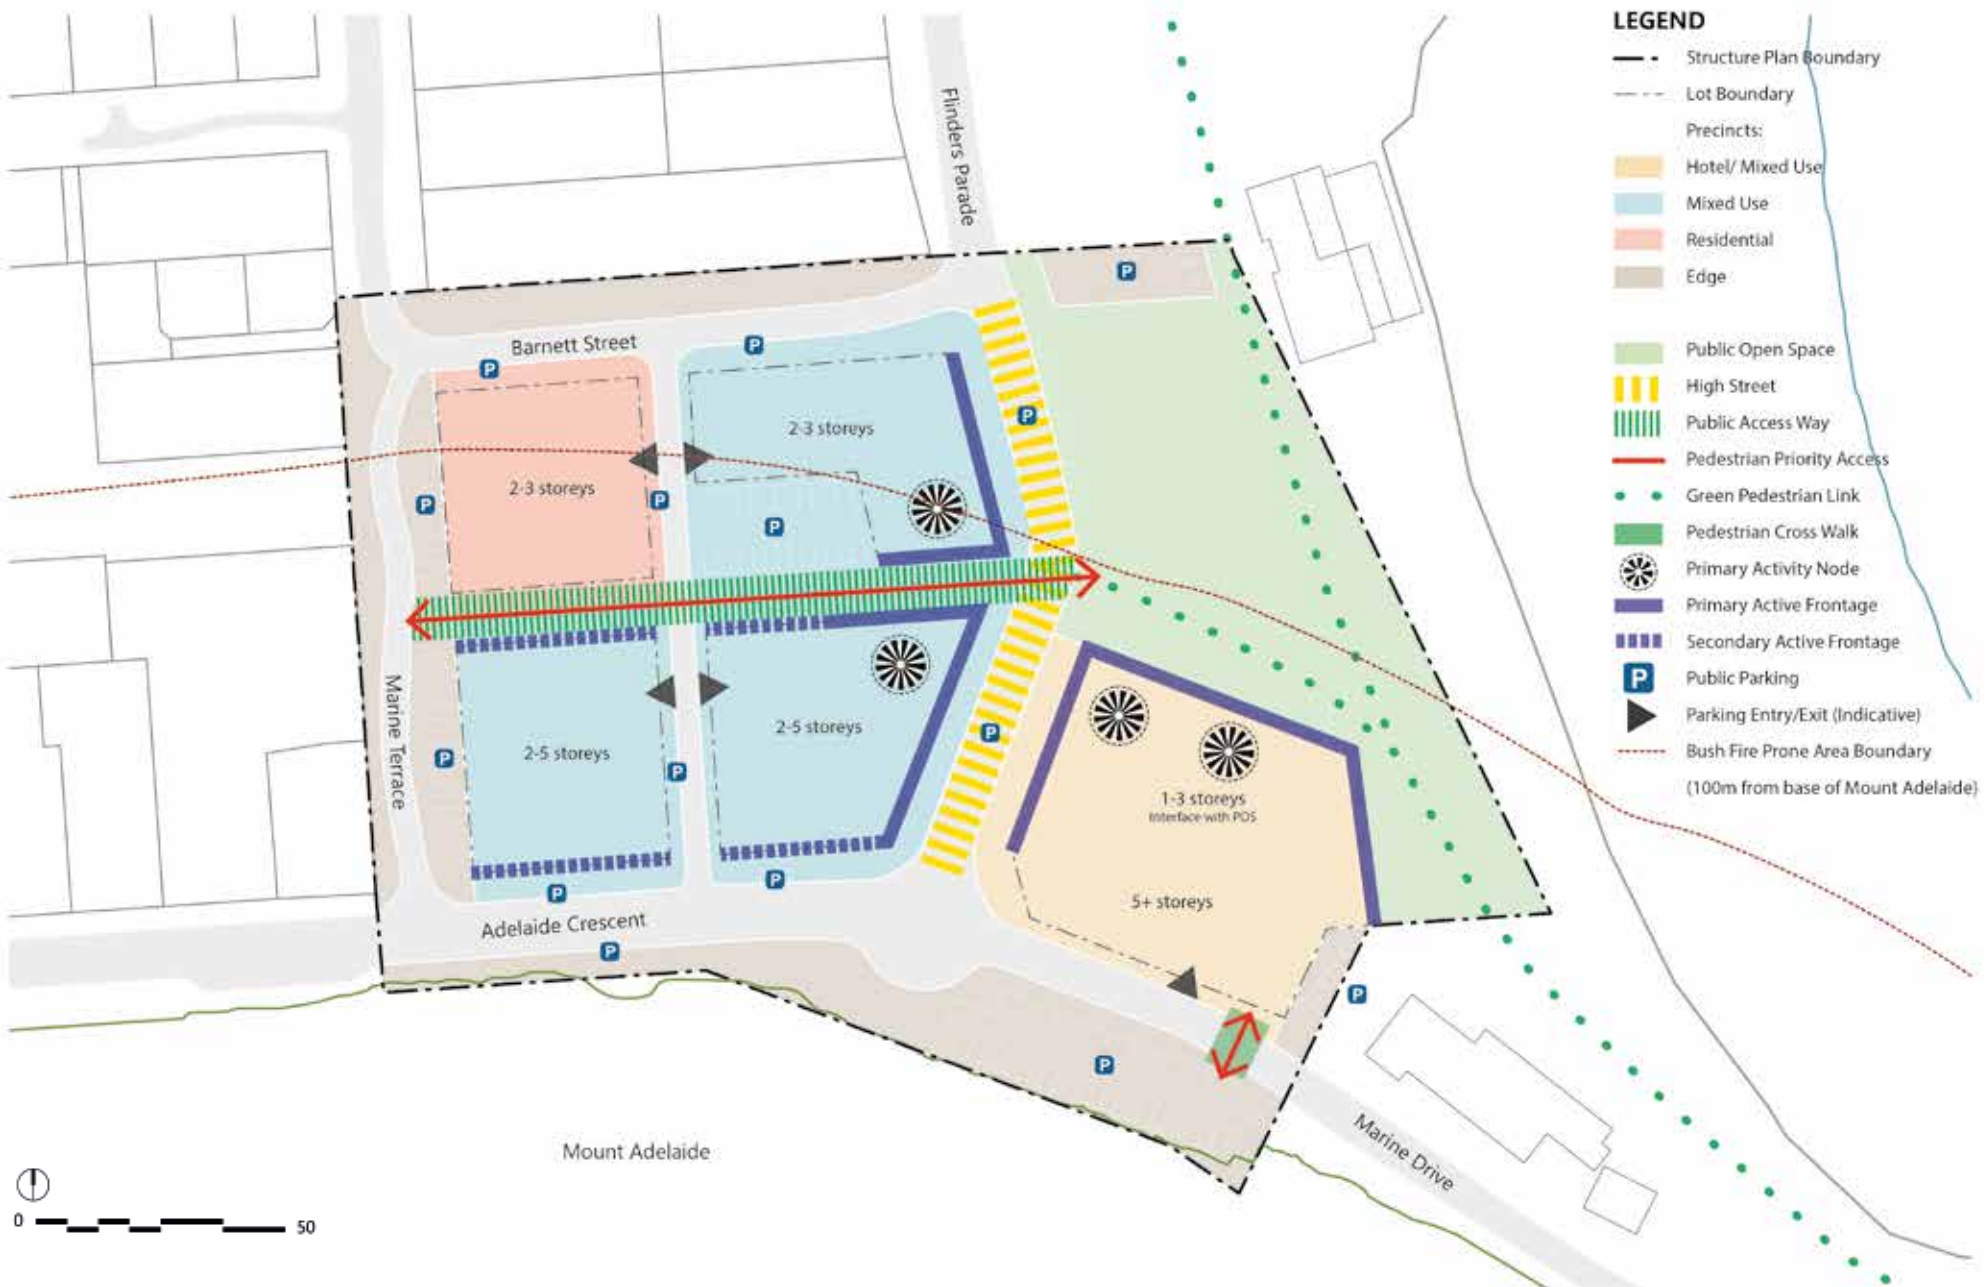 LEGEND
Structure Plan Boundary
Lot Boundary
Precincts:
Hotel/ Mixed Use
Mixed Use
Residential
Edge
Public Open Space
High Street
Public Access Way
Pedestrian Priority Access
Green Pedestrian Link
Pedestrian Cross Walk
Primary Activity Node
Primary Active Frontage
Secondary Active Frontage
P Public Parking
Parking Entry/Exit (Indicative)
Bush Fire Prone Area Boundary
(100m from base of Mount Adelaide)
Flinders Parade
P
Barnett Street
P
P
P
2-3 storeys
2-3 storeys
P
P
P
Marine Terrace
2-5 storeys
2-5 storeys
P
P
P
1-3 storeys
Interface with POS
5+ storeys
P
P
Adelaide Crescent
P
P
P
Mount Adelaide
Marine Drive
0
50